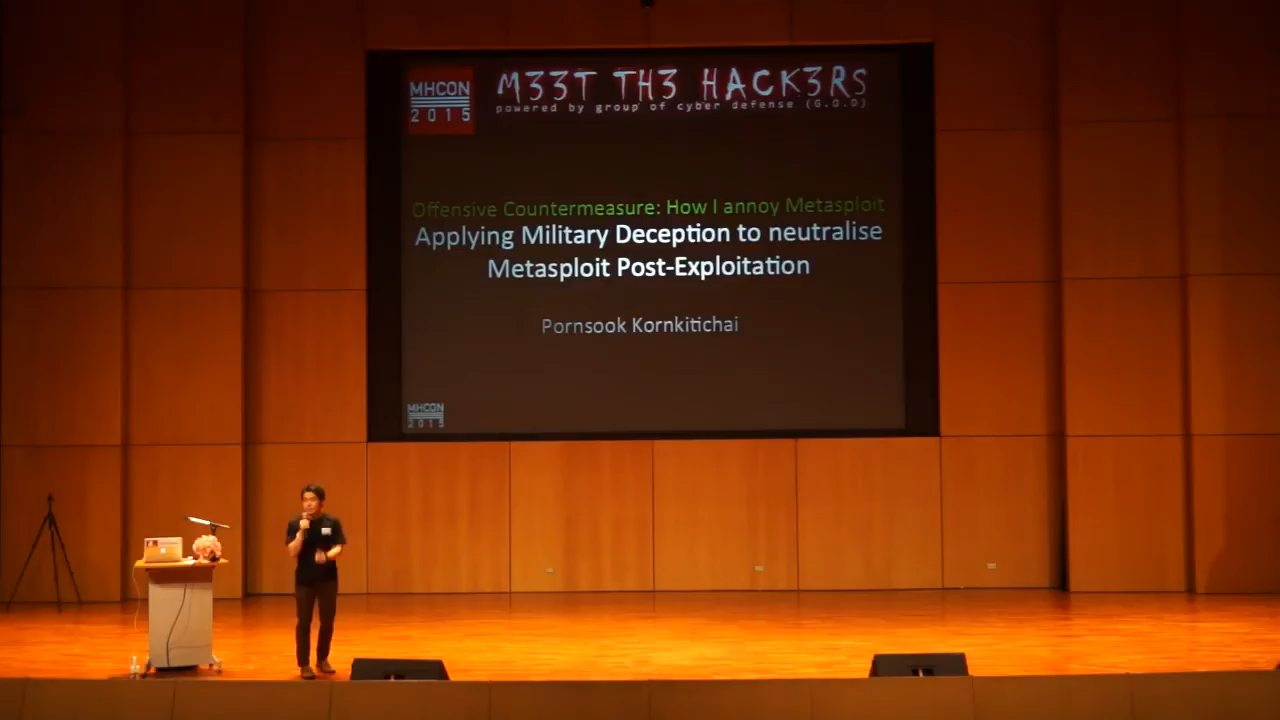 MHCON
2015
M33T TH3 HACK3RS
powered by group of cyber defense (G.O.D)
Offensive Countermeasure: How I annoy Metasploit
Applying Military Deception to neutralise
Metasploit Post-Exploitation
Pornsook Kornkitichai
MHCON
2015